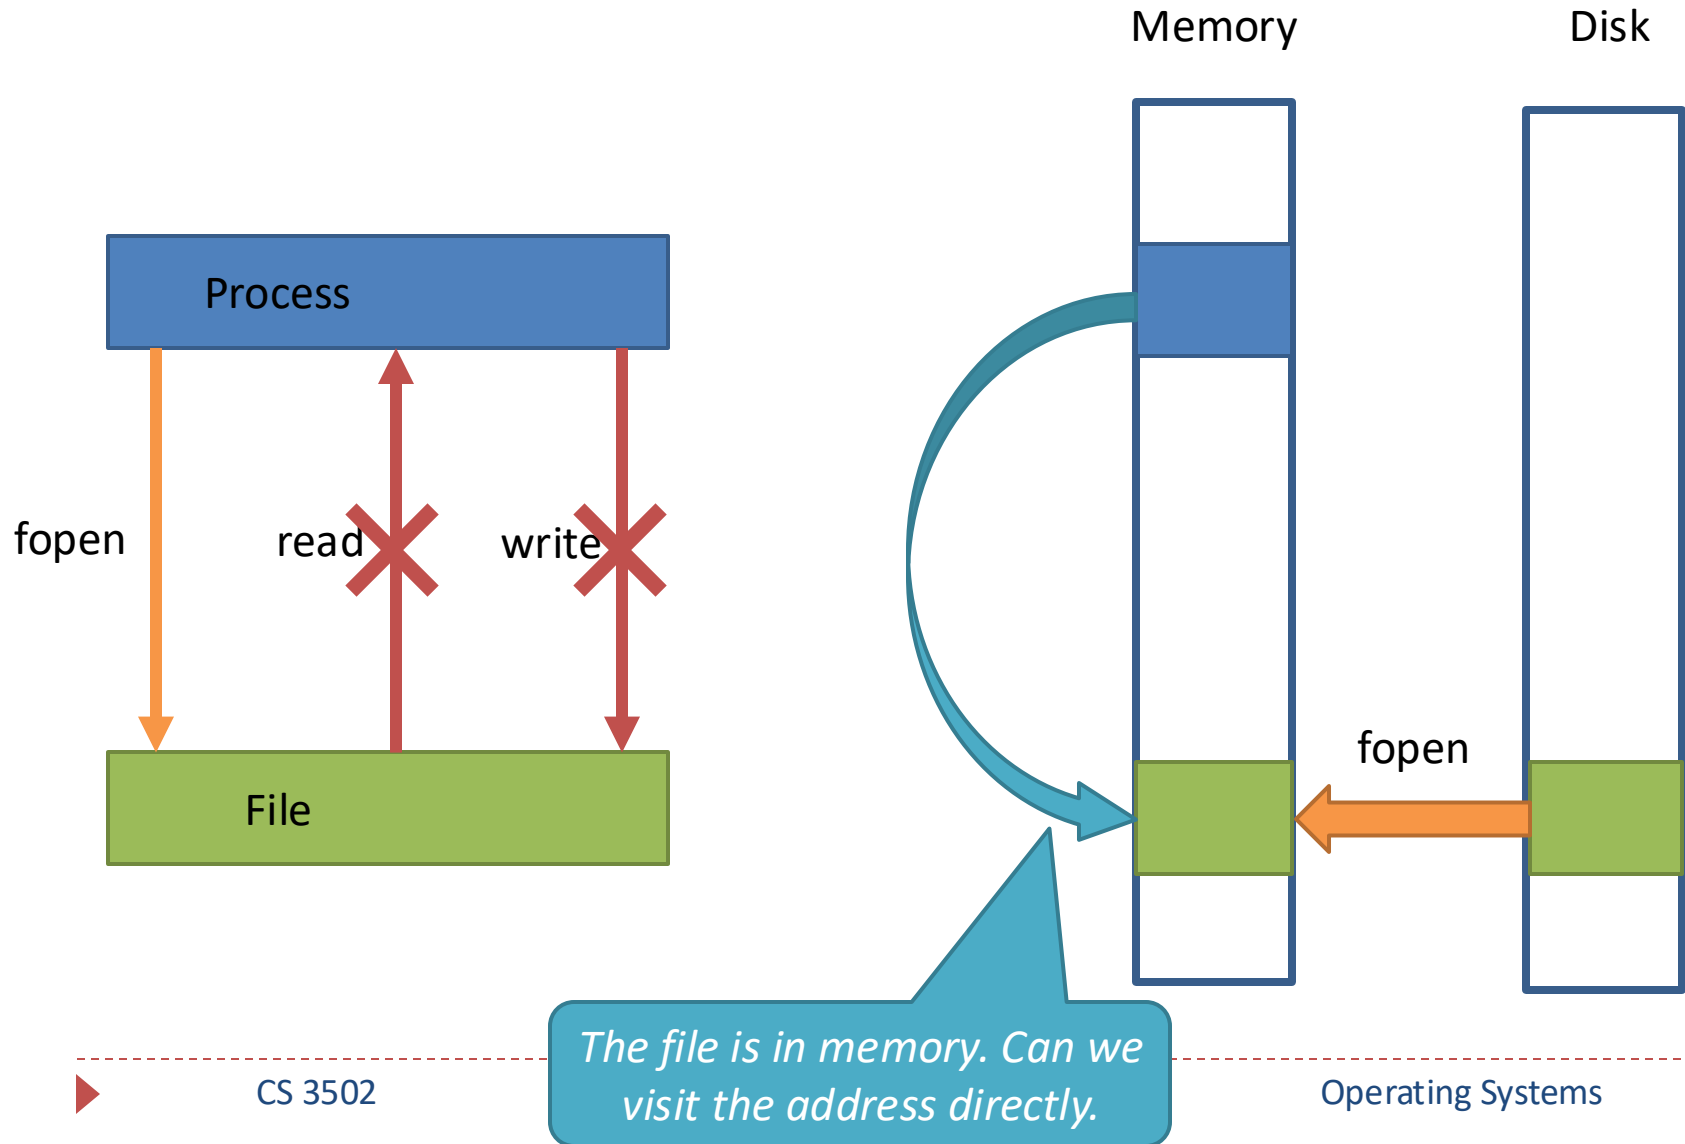 Memory
Disk
Process
fopen
read
write
File
fopen
The file is in memory. Can we
visit the address directly.
CS 3502
Operating Systems